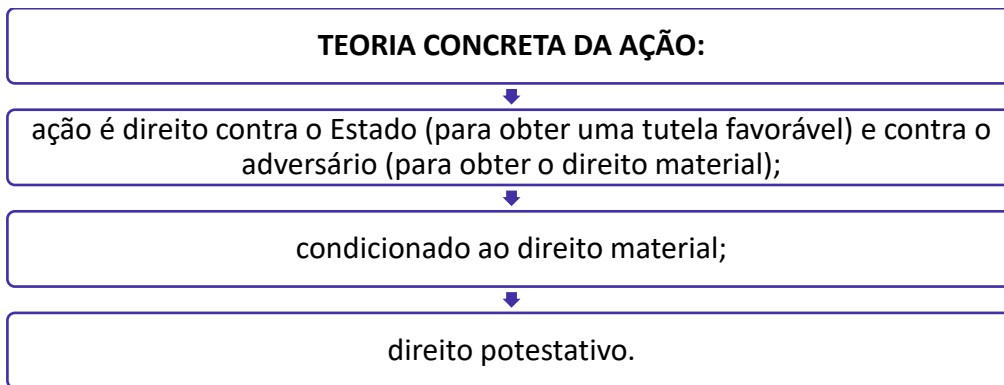 TEORIA CONCRETA DA AÇÃO:
ação é direito contra o Estado (para obter uma tutela favorável) e contra o
adversário (para obter o direito material);
condicionado ao direito material;
direito potestativo.